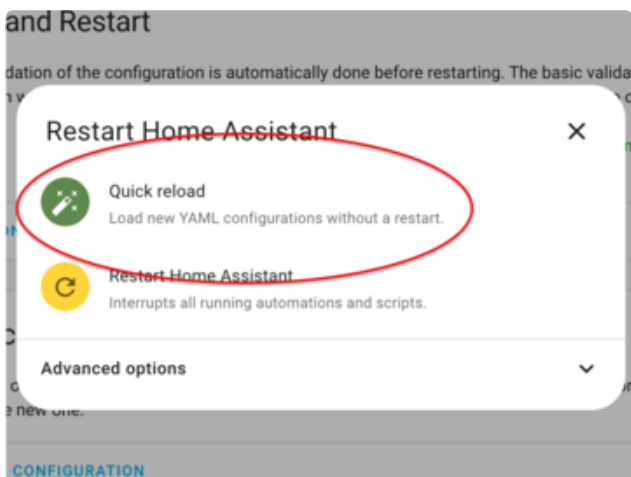 and Restart
dation of the configuration is automatically done before restarting. The basic valida
Restart Home Assistant
Quick reload
Load new YAML configurations without a restart.
Restart Home Assistant
Interrupts all running automations and scripts.
Advanced options
e new one.
CONFIGURATION